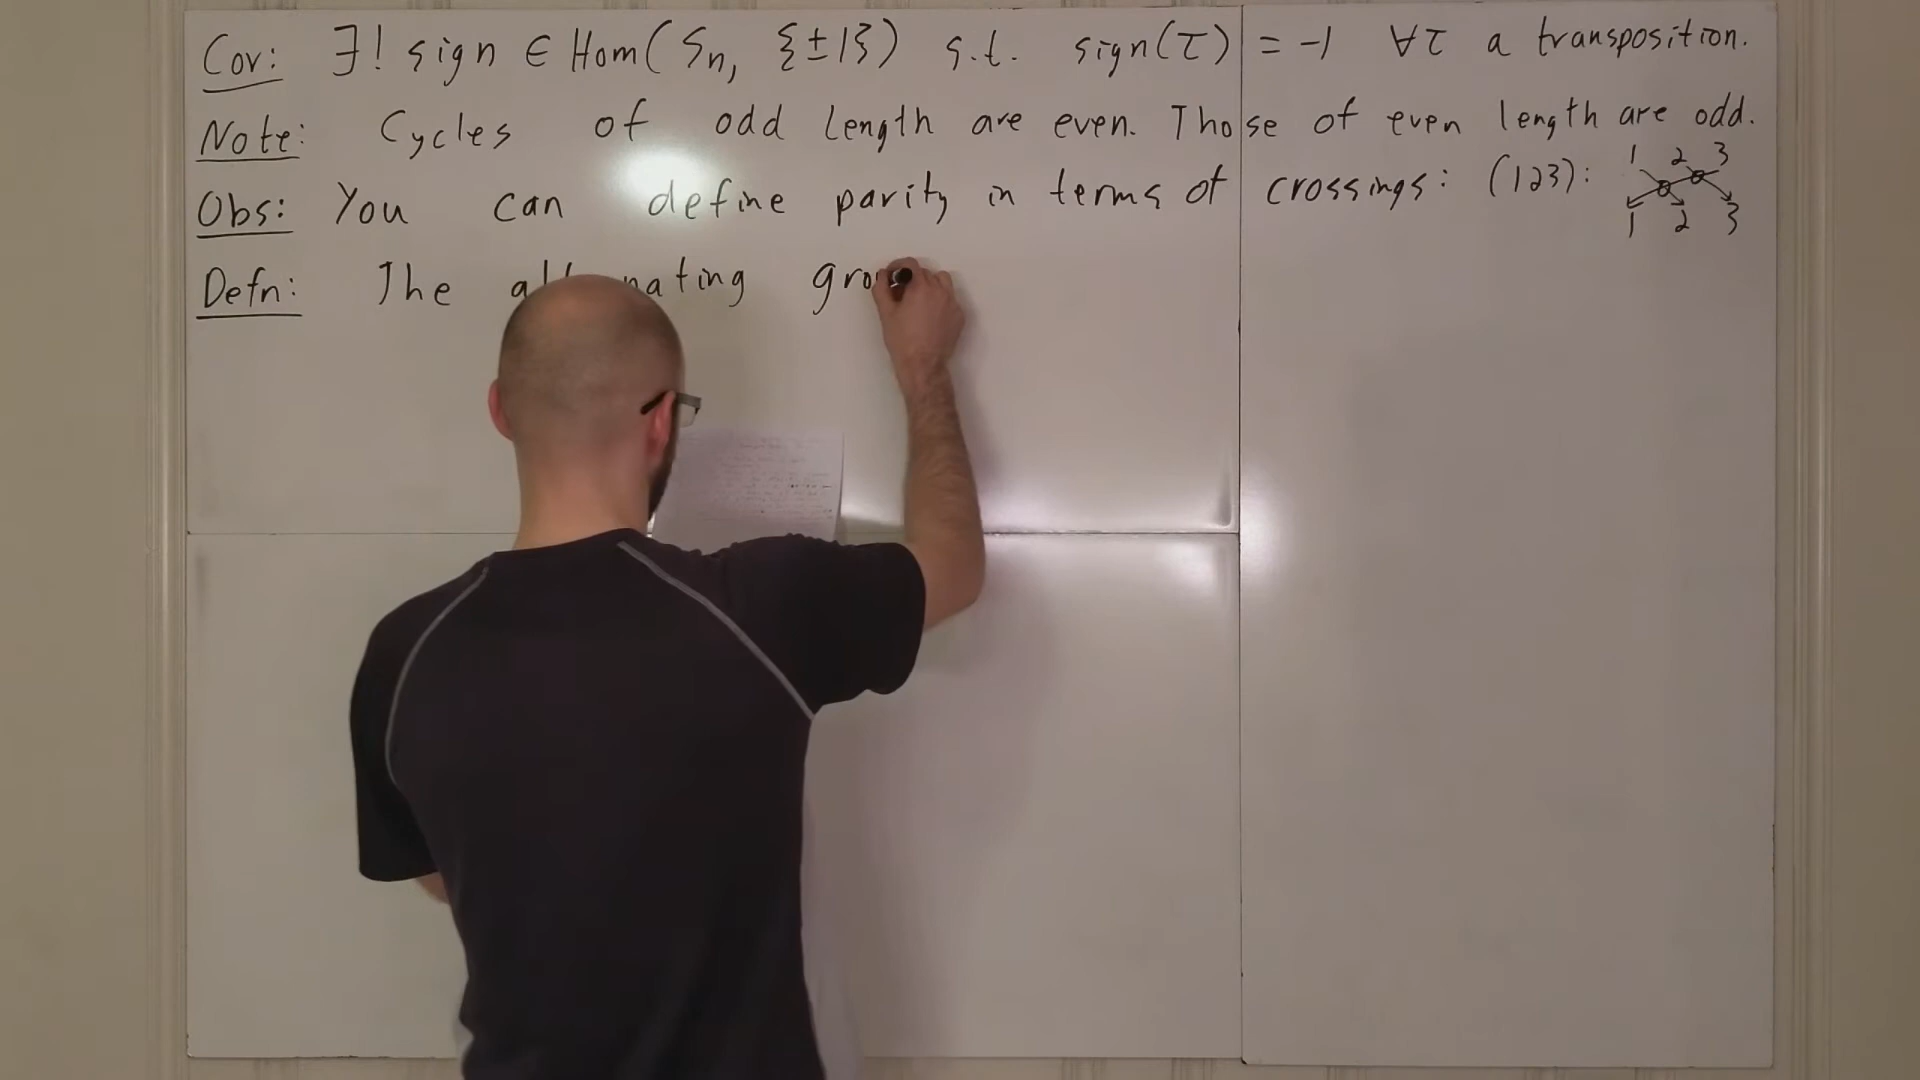 Cor: ∃! sign ∈ Hom(Sn, {±1}) s.t. sign(τ) = -1 ∀τ a transposition.
Note: Cycles of odd length are even. Those of even length are odd.
Obs: You can define parity in terms of crossings: (123): 1 2 3
1 2 3
Defn: The